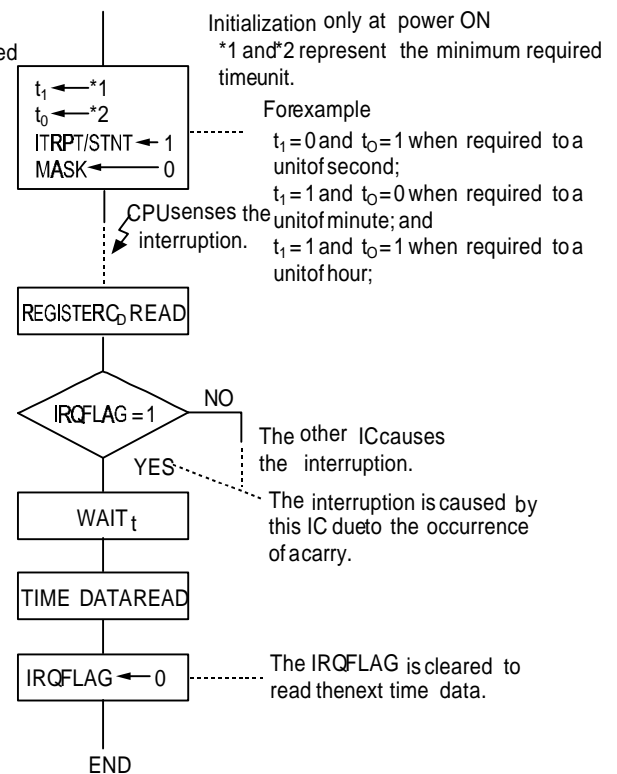 Initialization only at power ON
*1 and*2 represent the minimum required
timeunit.
ed
t1 ← *1
t0 ← *2
ITRPT/STNT ← 1
MASK ← 0
Forexample
t1 = 0 and tO = 1 when required to a
unitof second;
t1 = 1 and tO = 0 when required to a
unitof minute; and
t1 = 1 and tO = 1 when required to a
unitof hour;
CPUsenses the
interruption.
REGISTERCD READ
IRQFLAG = 1
NO
The other ICcauses
the interruption.
YES
The interruption is caused by
this IC dueto the occurrence
of acarry.
WAIT t
TIME DATAREAD
IRQFLAG ← 0
The IRQFLAG is cleared to
read thenext time data.
END